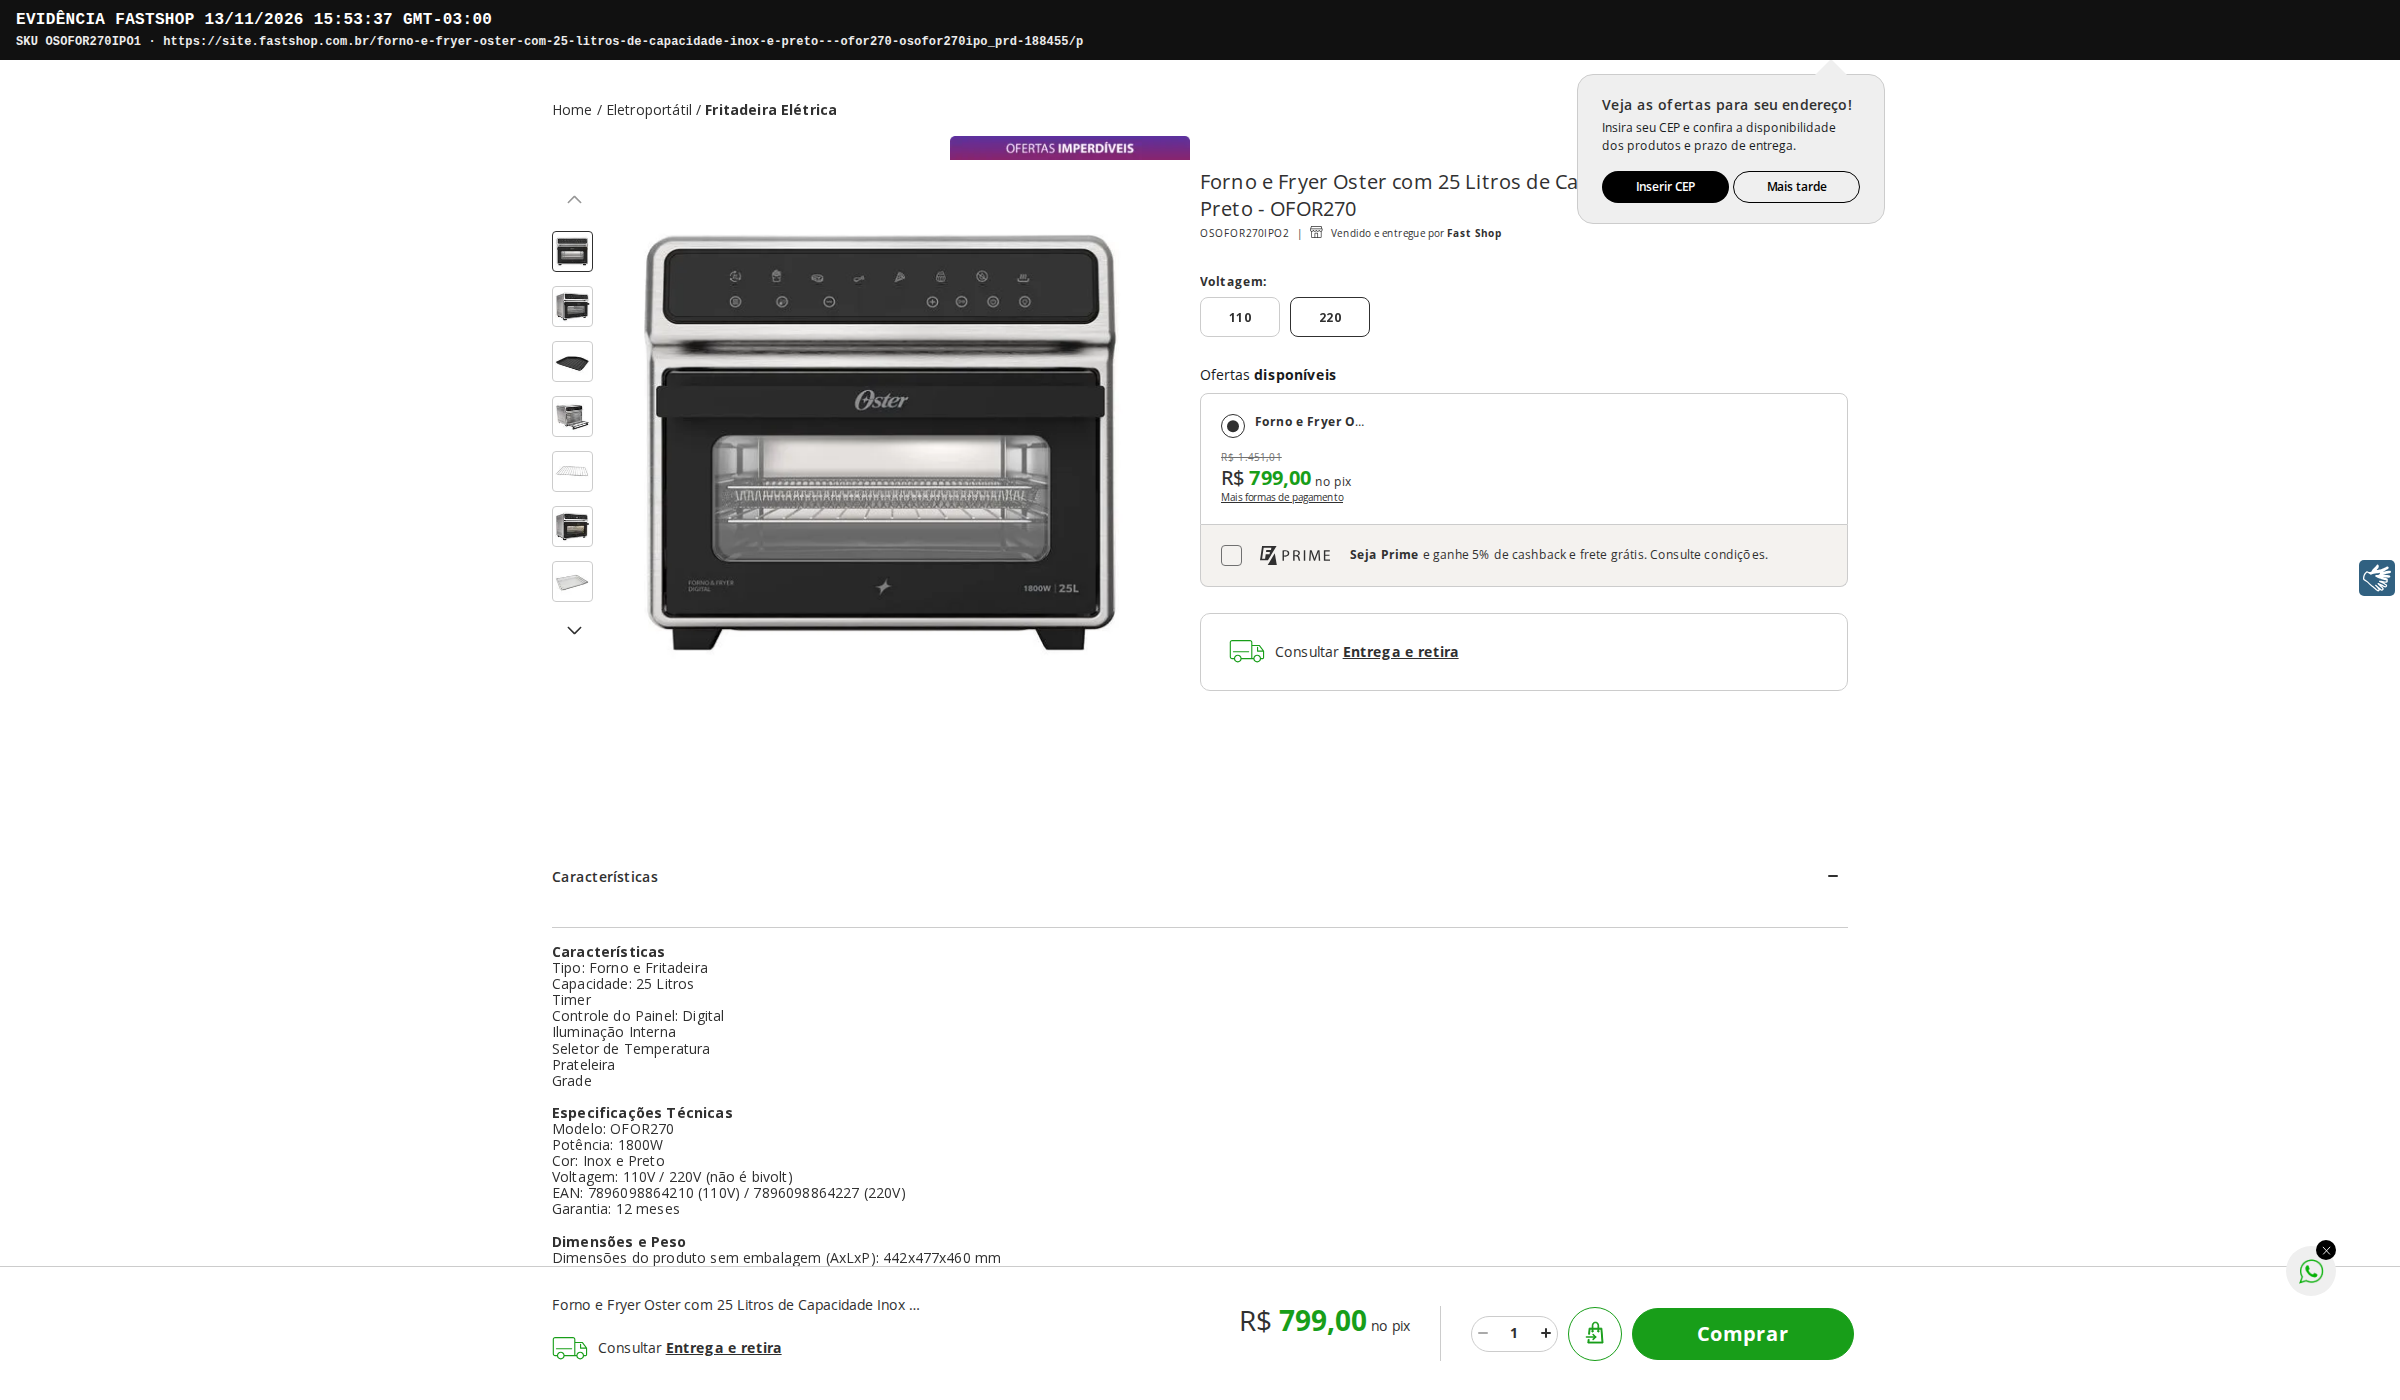 EVIDÊNCIA FASTSHOP 13/11/2026 15:53:37 GMT-03:00
SKU OSOFOR270IPO1 · https://site.fastshop.com.br/forno-e-fryer-oster-com-25-litros-de-capacidade-inox-e-preto---ofor270-osofor270ipo_prd-188455/p
Veja as ofertas para seu endereço!
Insira seu CEP e confira a disponibilidade
dos produtos e prazo de entrega.
Inserir CEP
Mais tarde
Home / Eletroportátil / Fritadeira Elétrica
OFERTAS IMPERDÍVEIS
Forno e Fryer Oster com 25 Litros de Ca
Preto - OFOR270
OSOFOR270IPO2 | Vendido e entregue por Fast Shop
Voltagem:
110
220
Ofertas disponíveis
Forno e Fryer O...
R$ 1.451,01
R$ 799,00 no pix
Mais formas de pagamento
PRIME Seja Prime e ganhe 5% de cashback e frete grátis. Consulte condições.
Consultar Entrega e retira
Oster
FORNO & FRYER
DIGITAL
1800W | 25L
Características
Características
Tipo: Forno e Fritadeira
Capacidade: 25 Litros
Timer
Controle do Painel: Digital
Iluminação Interna
Seletor de Temperatura
Prateleira
Grade
Especificações Técnicas
Modelo: OFOR270
Potência: 1800W
Cor: Inox e Preto
Voltagem: 110V / 220V (não é bivolt)
EAN: 7896098864210 (110V) / 7896098864227 (220V)
Garantia: 12 meses
Dimensões e Peso
Dimensões do produto sem embalagem (AxLxP): 442x477x460 mm
Forno e Fryer Oster com 25 Litros de Capacidade Inox ...
Consultar Entrega e retira
R$ 799,00 no pix
1
Comprar